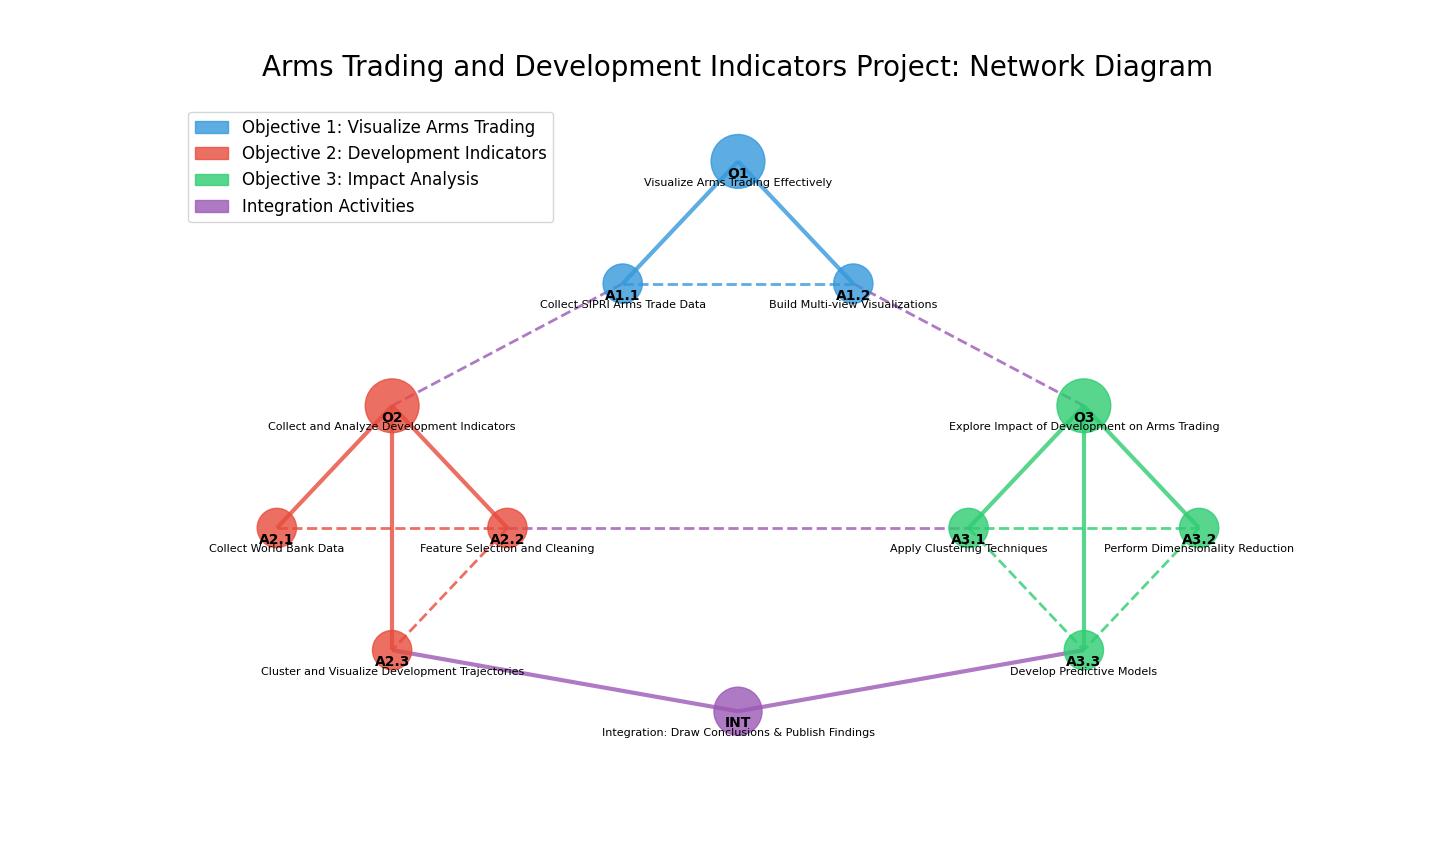 Arms Trading and Development Indicators Project: Network Diagram
Objective 1: Visualize Arms Trading
Objective 2: Development Indicators
Objective 3: Impact Analysis
Integration Activities
O1
Visualize Arms Trading Effectively
A1.1
Collect SIPRI Arms Trade Data
A1.2
Build Multi-view Visualizations
O2
Collect and Analyze Development Indicators
O3
Explore Impact of Development on Arms Trading
A2.1
Collect World Bank Data
A2.2
Feature Selection and Cleaning
A3.1
Apply Clustering Techniques
A3.2
Perform Dimensionality Reduction
A2.3
Cluster and Visualize Development Trajectories
A3.3
Develop Predictive Models
INT
Integration: Draw Conclusions & Publish Findings